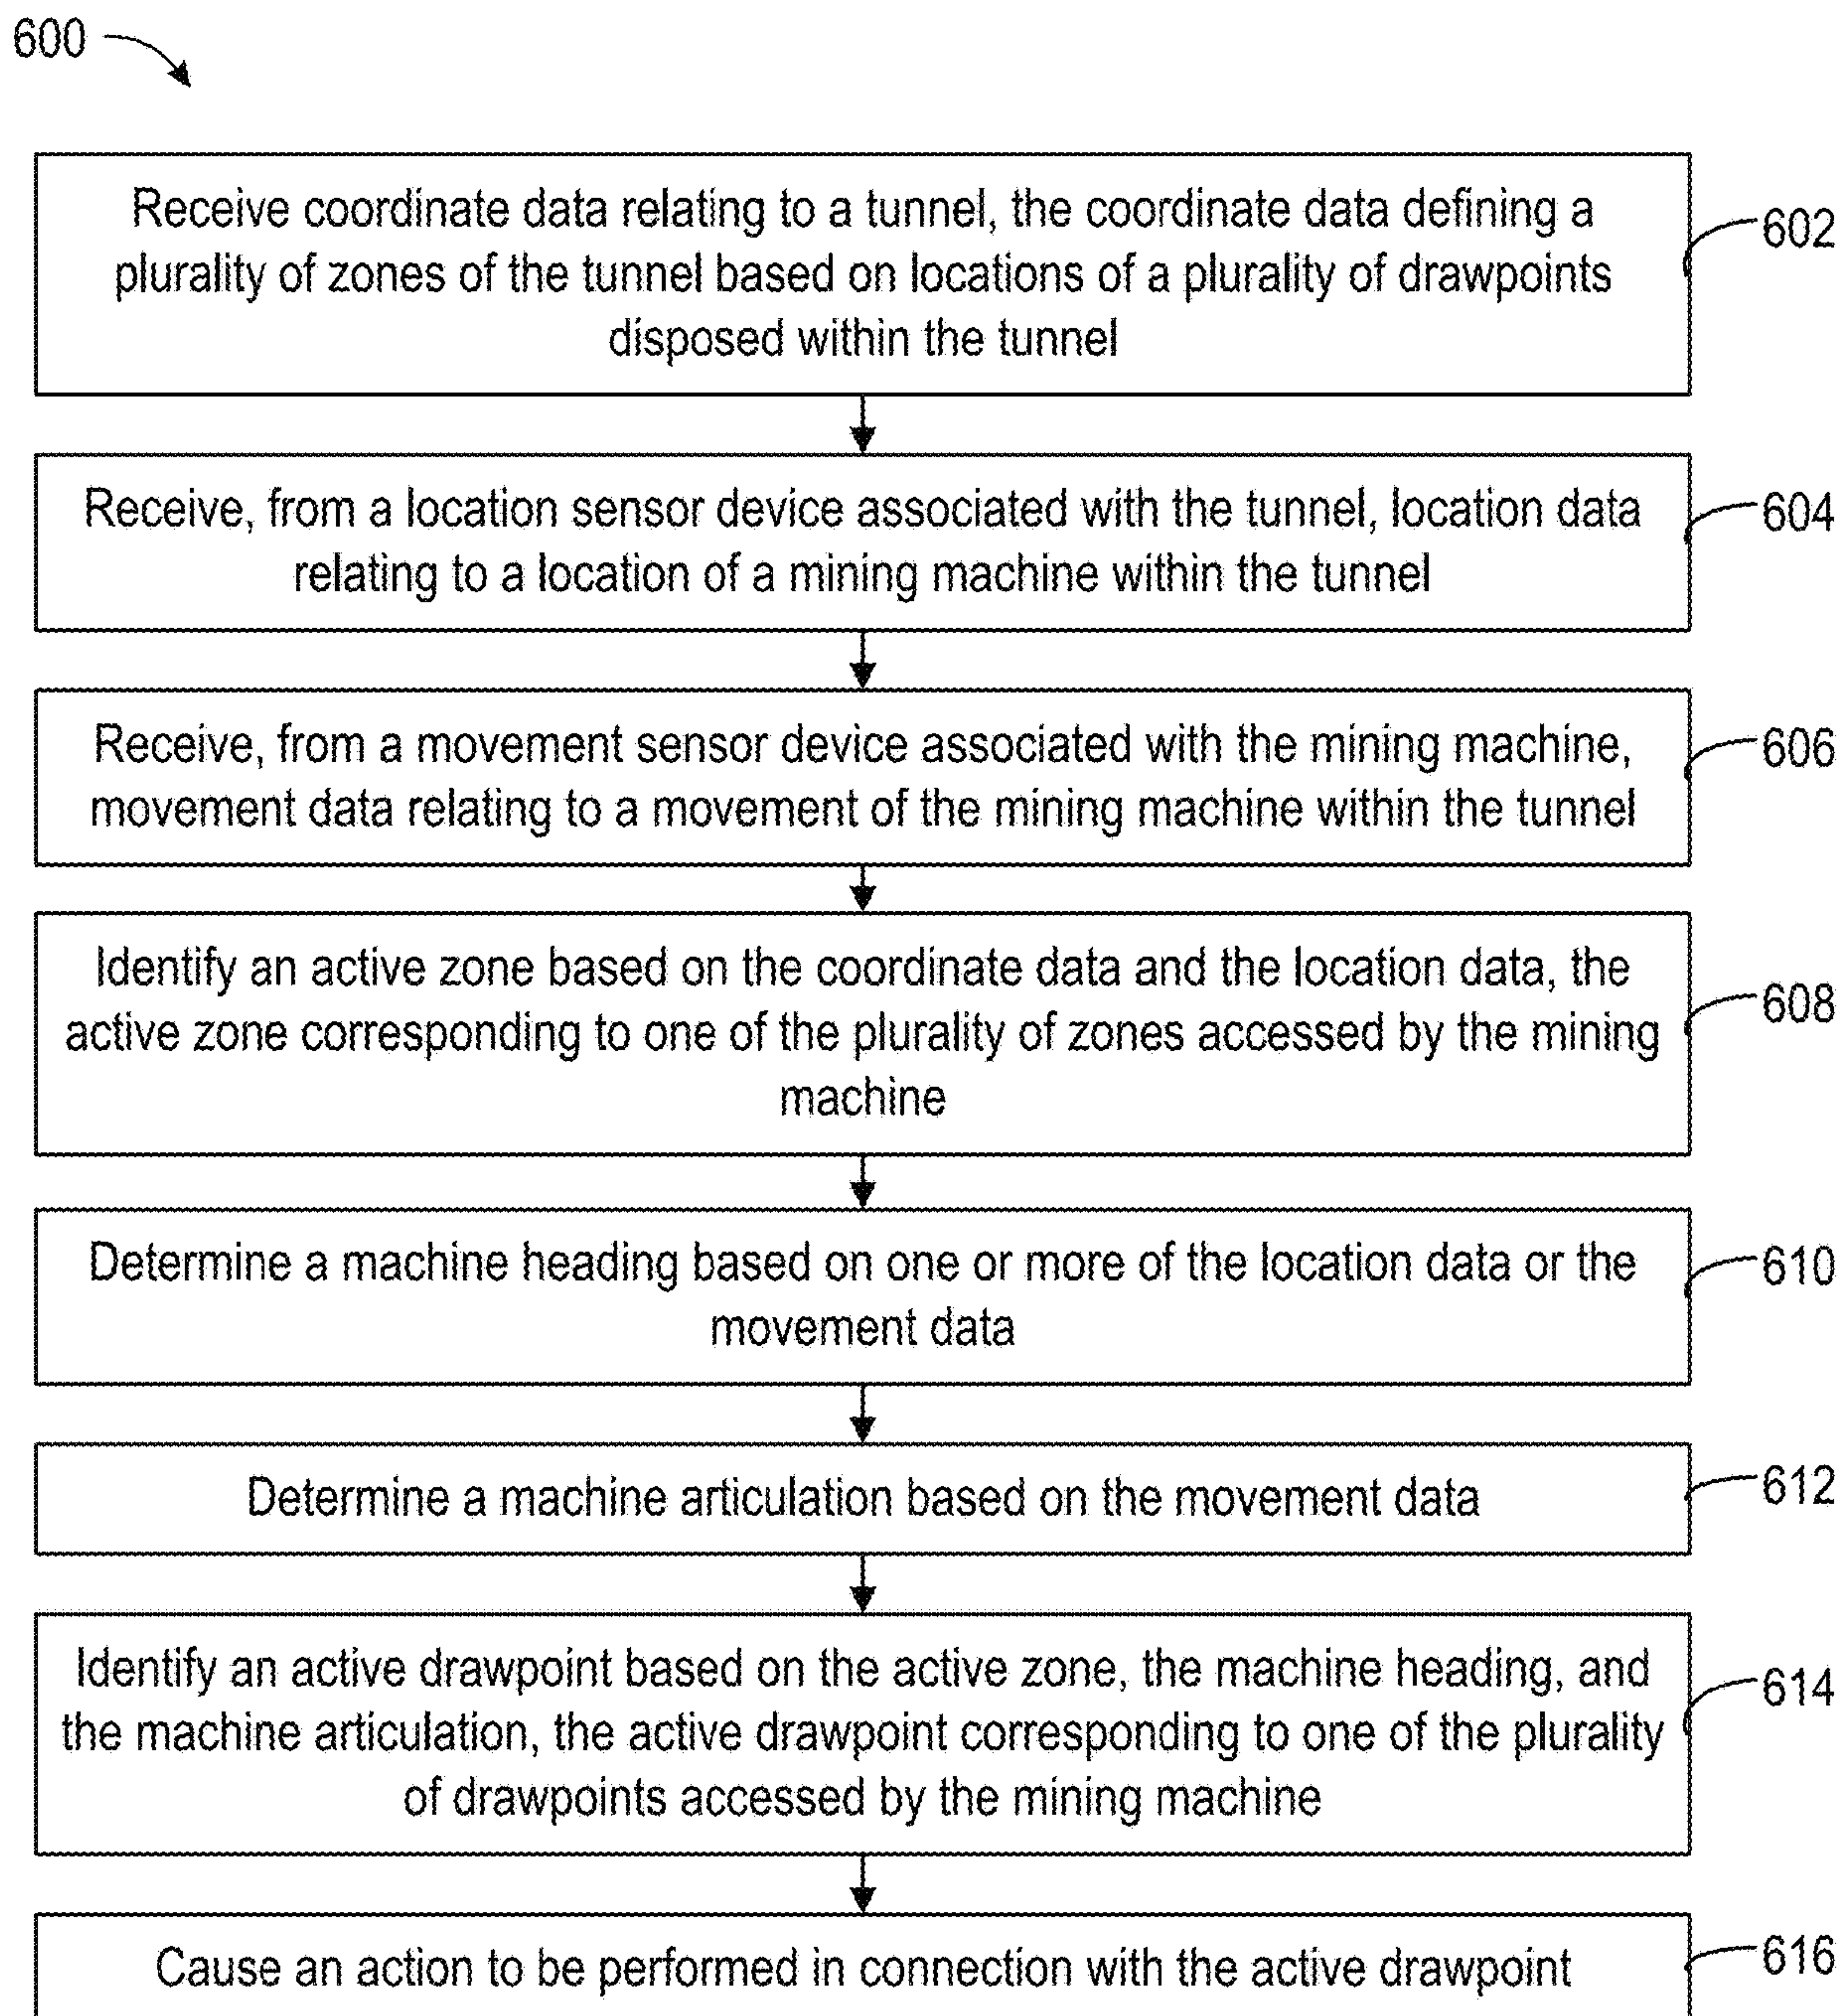 600
Receive coordinate data relating to a tunnel, the coordinate data defining a
plurality of zones of the tunnel based on locations of a plurality of drawpoints
disposed within the tunnel
602
Receive, from a location sensor device associated with the tunnel, location data
relating to a location of a mining machine within the tunnel
604
Receive, from a movement sensor device associated with the mining machine,
movement data relating to a movement of the mining machine within the tunnel
606
Identify an active zone based on the coordinate data and the location data, the
active zone corresponding to one of the plurality of zones accessed by the mining
machine
608
Determine a machine heading based on one or more of the location data or the
movement data
610
Determine a machine articulation based on the movement data
612
Identify an active drawpoint based on the active zone, the machine heading, and
the machine articulation, the active drawpoint corresponding to one of the plurality
of drawpoints accessed by the mining machine
614
Cause an action to be performed in connection with the active drawpoint
616